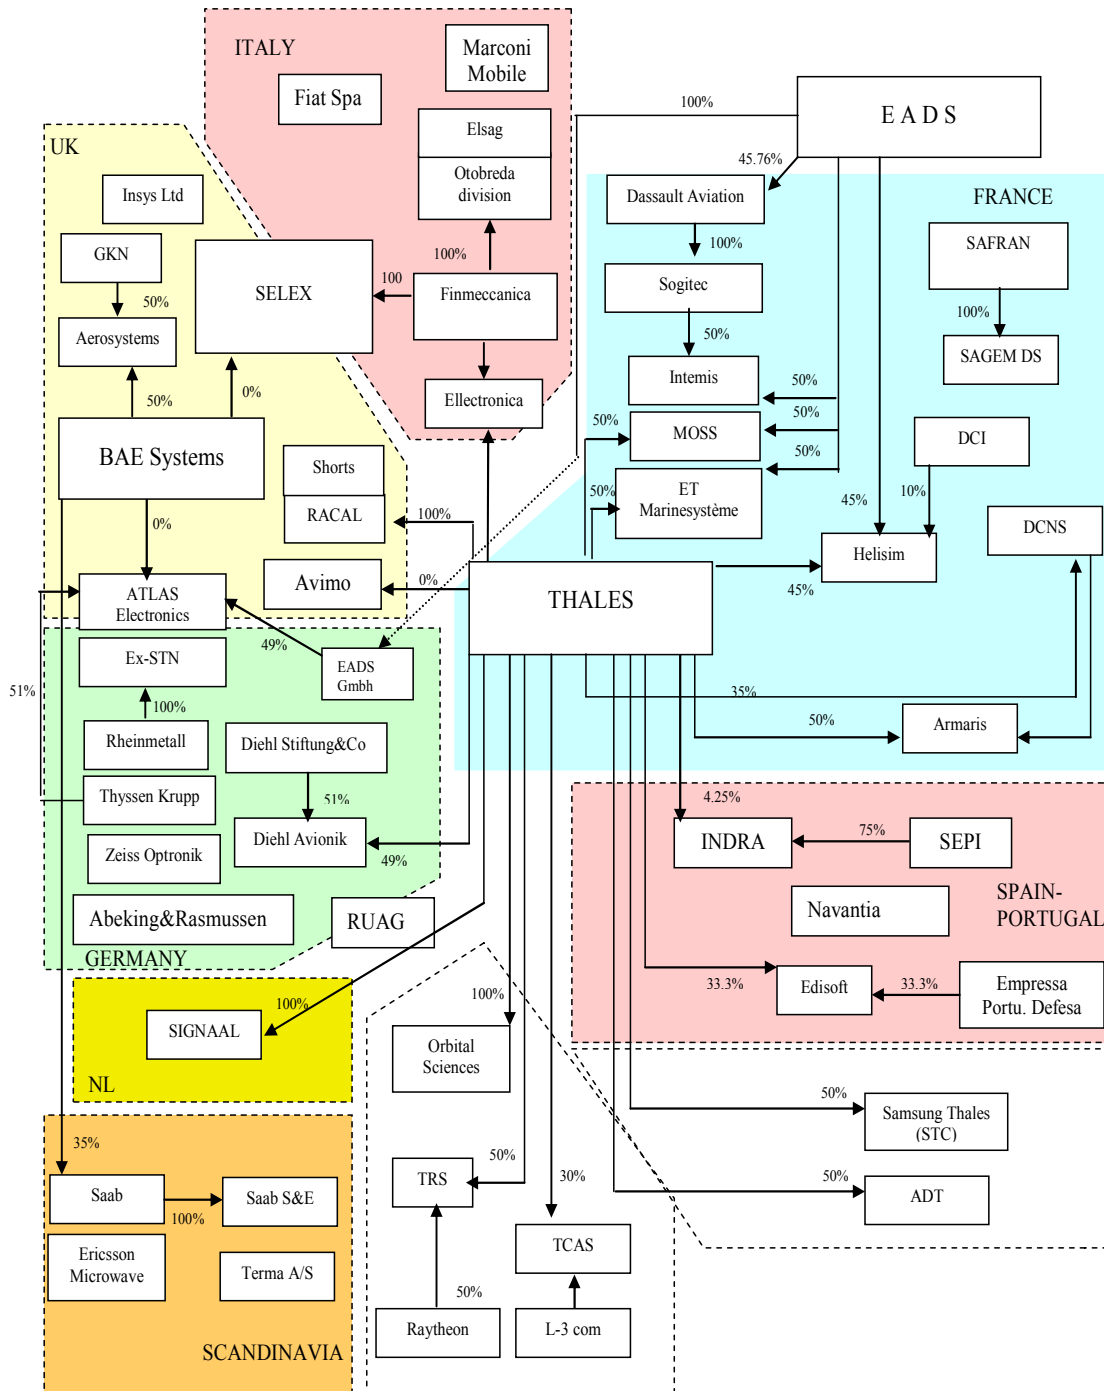 ITALY
Marconi
Mobile
Fiat Spa
100%
E A D S
Elsag
UK
45.76%
Otobreda
division
Insys Ltd
Dassault Aviation
FRANCE
GKN
100%
100%
SAFRAN
SELEX
100
Finmeccanica
Sogitec
50%
100%
Aerosystems
50%
SAGEM DS
Intemis
0%
50%
50%
Ellectronica
50%
50%
MOSS
DCI
BAE Systems
Shorts
50%
50%
ET
Marinesystème
45%
10%
RACAL
100%
DCNS
0%
Helisim
ATLAS
Electronics
Avimo
0%
THALES
45%
49%
Ex-STN
EADS
Gmbh
51%
35%
100%
Rheinmetall
Diehl Stiftung&Co
50%
Armaris
Thyssen Krupp
51%
4.25%
Diehl Avionik
49%
INDRA
75%
SEPI
Zeiss Optronik
Abeking&Rasmussen
RUAG
Navantia
SPAIN-
PORTUGAL
GERMANY
33.3%
Edisoft
33.3%
Empressa
Portu. Defesa
100%
100%
SIGNAAL
Orbital
Sciences
NL
50%
Samsung Thales
(STC)
35%
50%
30%
50%
Saab
100%
Saab S&E
TRS
ADT
Ericsson
Microwave
Terma A/S
TCAS
50%
Raytheon
L-3 com
SCANDINAVIA